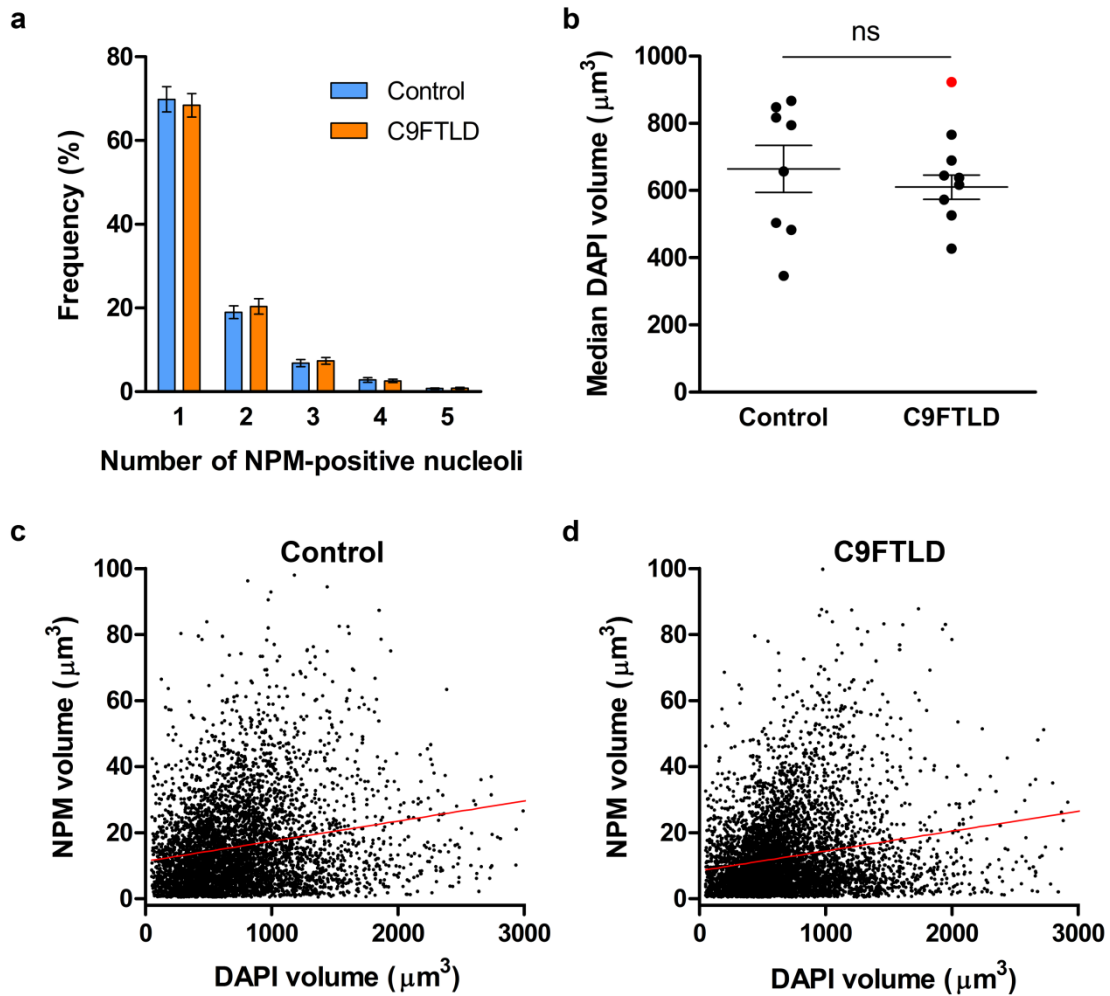 a
80
60
40
20
0
Frequency (%)
Control
C9FTLD
1 2 3 4 5
Number of NPM-positive nucleoli
b
ns
1000
800
600
400
200
0
Median DAPI volume (μm³)
Control C9FTLD
c
Control
100
80
60
40
20
0
NPM volume (μm³)
0 1000 2000 3000
DAPI volume (μm³)
d
C9FTLD
100
80
60
40
20
0
NPM volume (μm³)
0 1000 2000 3000
DAPI volume (μm³)